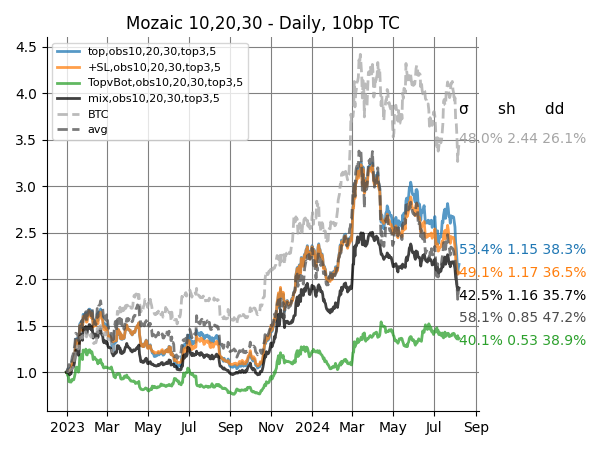 Mozaic 10,20,30 - Daily, 10bp TC
4.5
4.0
3.5
3.0
2.5
2.0
1.5
1.0
top,obs10,20,30,top3,5
+SL,obs10,20,30,top3,5
TopvBot,obs10,20,30,top3,5
mix,obs10,20,30,top3,5
BTC
avg
σ sh dd
48.0% 2.44 26.1%
53.4% 1.15 38.3%
49.1% 1.17 36.5%
42.5% 1.16 35.7%
58.1% 0.85 47.2%
40.1% 0.53 38.9%
2023 Mar May Jul Sep Nov 2024 Mar May Jul Sep